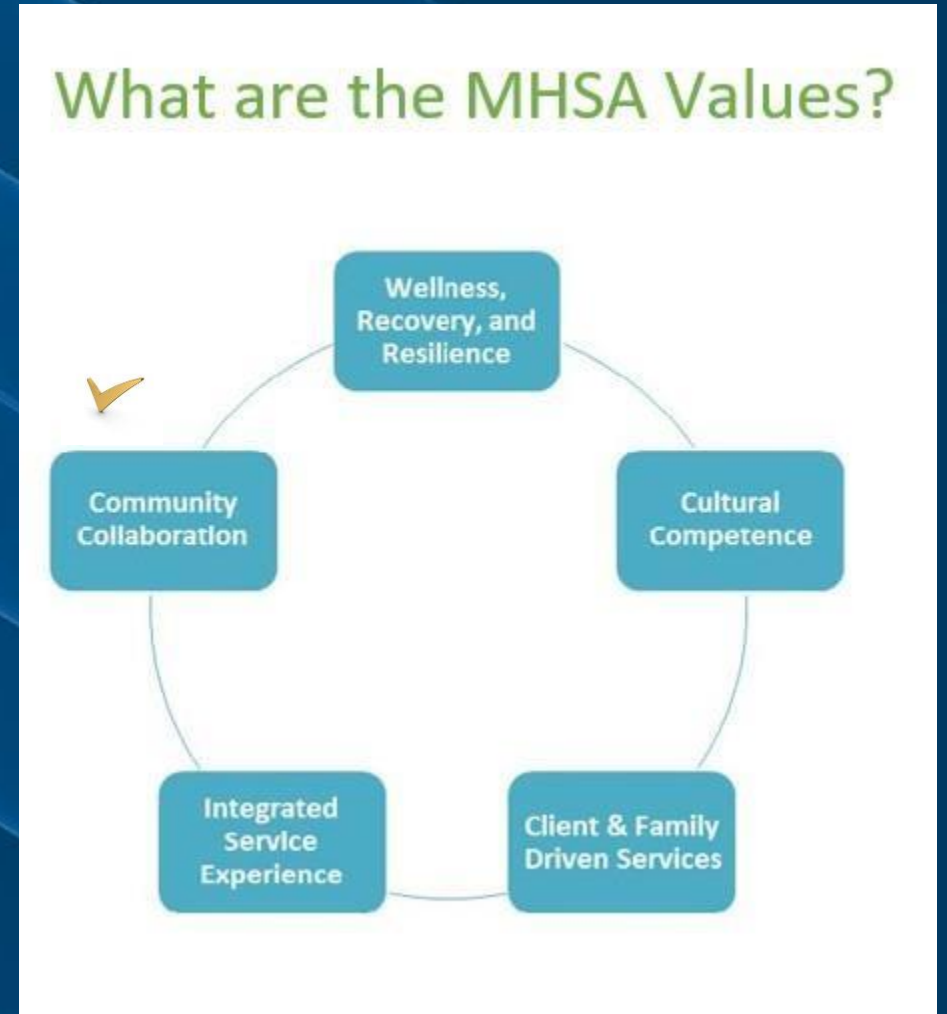 What are the MHSA Values?
Wellness,
Recovery, and
Resilience
Community
Collaboration
Cultural
Competence
Integrated
Service
Experience
Client & Family
Driven Services